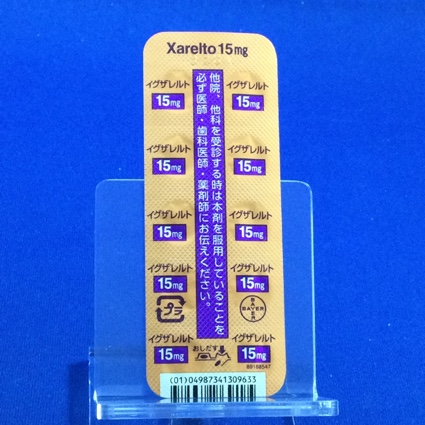 Xarelto 15mg
イグザレルト
15mg
イグザレルト
15mg
他院、他科を受診する時は本剤を服用していることを
必ず医師・歯科医師・薬剤師にお伝えください。
イグザレルト
15mg
イグザレルト
15mg
イグザレルト
15mg
イグザレルト
15mg
イグザレルト
15mg
イグザレルト
15mg
プラ
BAYER
BAYER
おしだす
イグザレルト
15mg
イグザレルト
15mg
89188547
(01)04987341309633